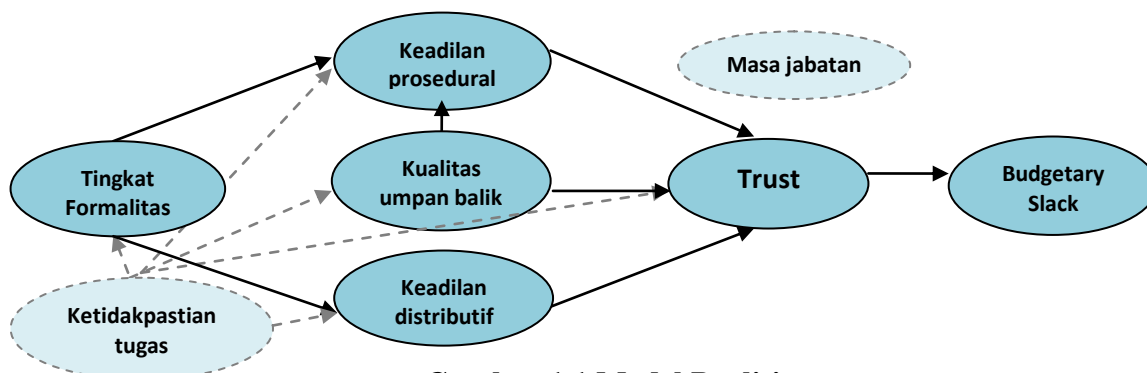 Keadilan
prosedural
Masa jabatan
Tingkat
Formalitas
Kualitas
umpan balik
Trust
Budgetary
Slack
Keadilan
distributif
Ketidakpastian
tugas